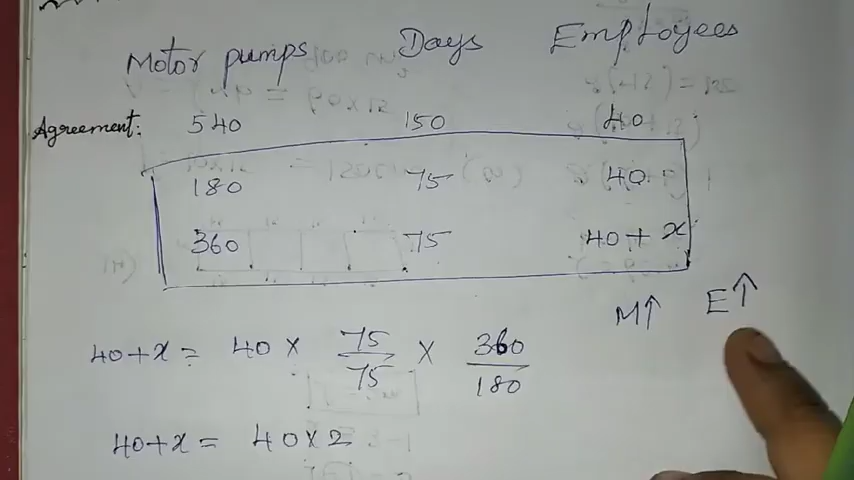 Motor pumps Days Employees
Agreement: 540 150 40
180 75 40
360 75 40 + x
M↑ E↑
40+x = 40 × 75/75 × 360/180
40+x = 40×2